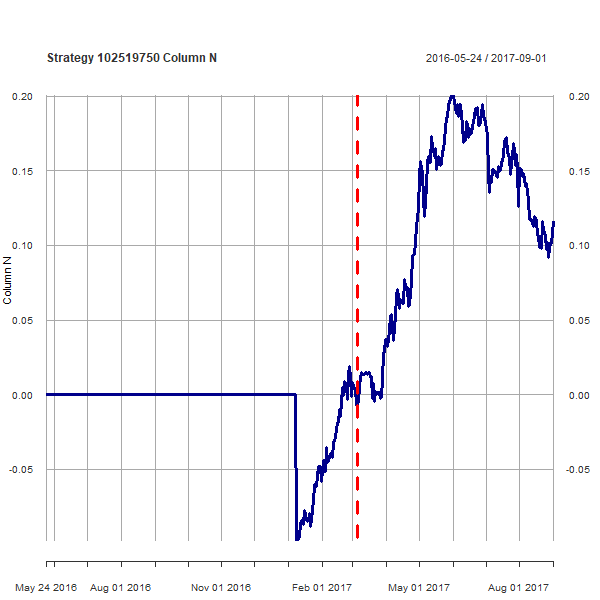 Strategy 102519750 Column N
2016-05-24 / 2017-09-01
Column N
0.20
0.15
0.10
0.05
0.00
-0.05
0.20
0.15
0.10
0.05
0.00
-0.05
May 24 2016
Aug 01 2016
Nov 01 2016
Feb 01 2017
May 01 2017
Aug 01 2017